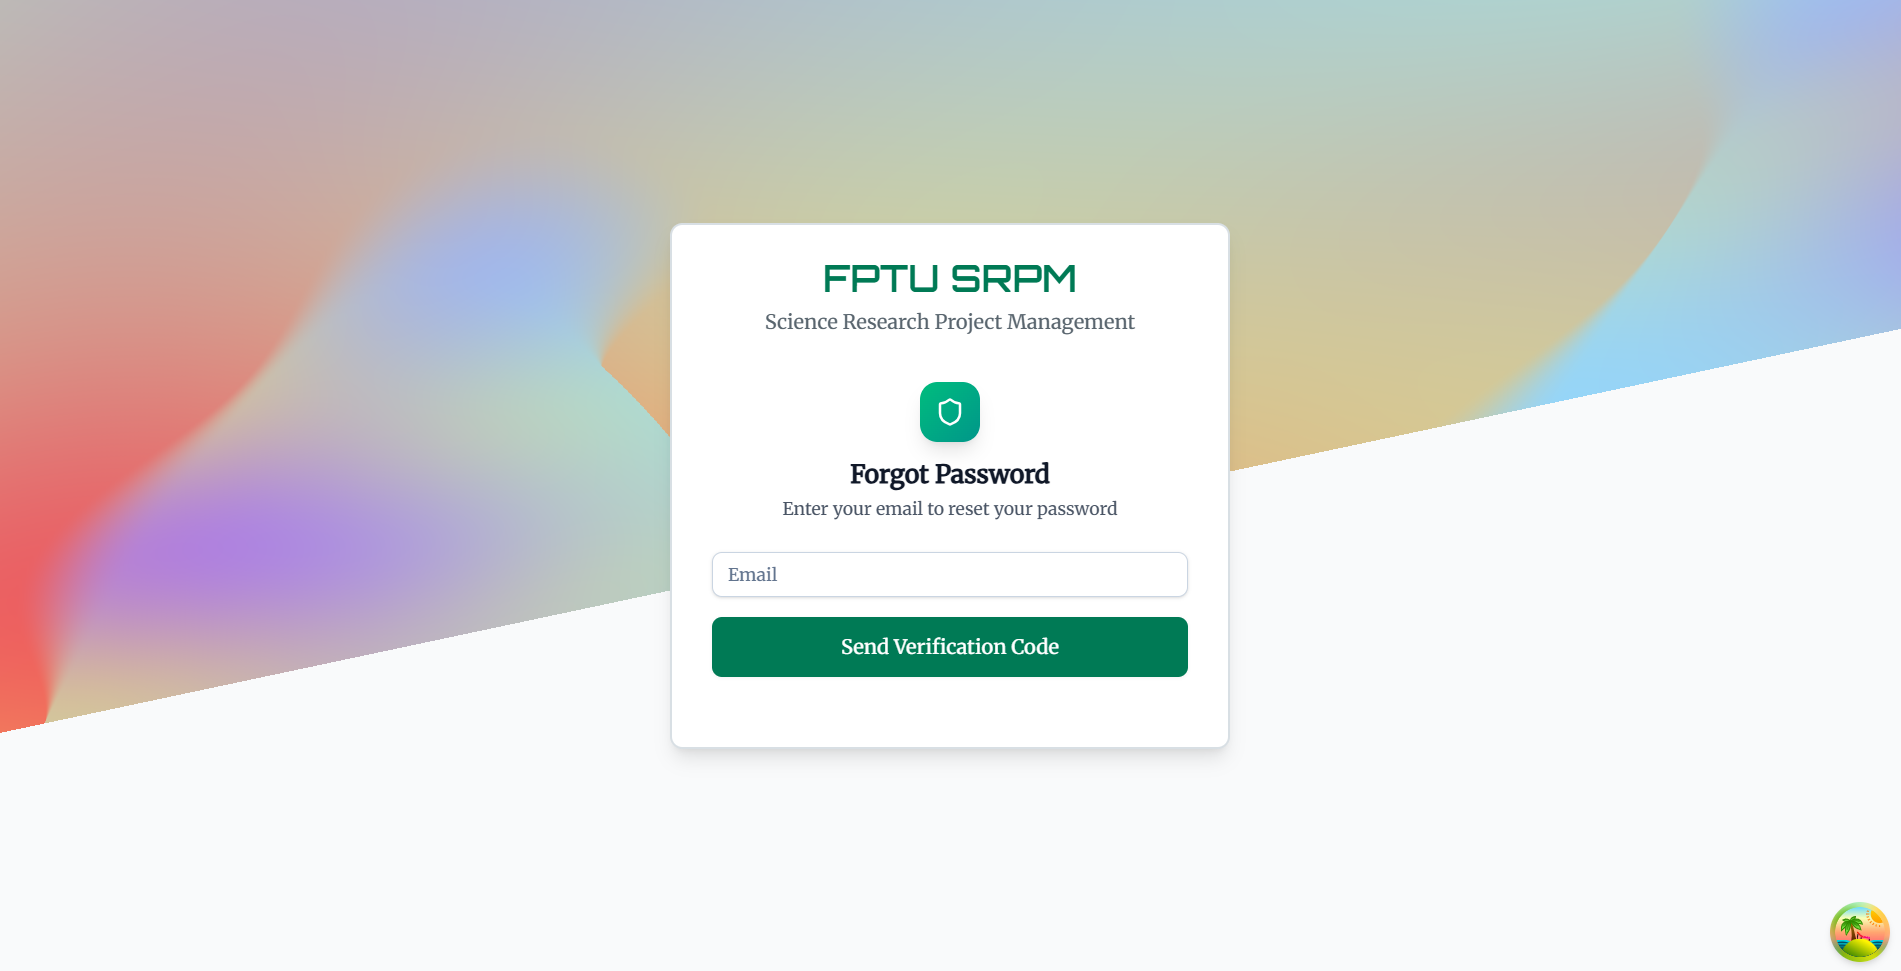 FPTU SRPM
Science Research Project Management
Forgot Password
Enter your email to reset your password
Email
Send Verification Code